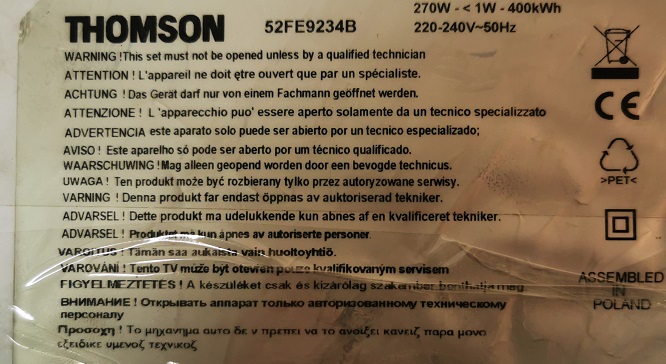 THOMSON 52FE9234B
270W - < 1W - 400kWh
220-240V~50Hz
WARNING !This set must not be opened unless by a qualified technician
ATTENTION ! L'appareil ne doit ętre ouvert que par un spécialiste.
ACHTUNG ! Das Gerät darf nur von einem Fachmann geöffnet werden.
ATTENZIONE ! L 'apparecchio puo' essere aperto solamente da un tecnico specializzato
ADVERTENCIA este aparato solo puede ser abierto por un tecnico especializado;
AVISO ! Este aparelho só pode ser aberto por um técnico qualificado.
WAARSCHUWING !Mag alleen geopend worden door een bevogde technicus.
UWAGA ! Ten produkt może być rozbierany tylko przez autoryzowane serwisy.
VARNING ! Denna produkt far endast öppnas av auktoriserad tekniker.
ADVARSEL ! Dette produkt ma udelukkende kun abnes af en kvalificeret tekniker.
ADVARSEL ! Produktet ma kun apnes av autoriserte personer
VAROITUS ! Tämän saa aukaista vain huoltoyhtiö.
VAROVÁNI ! Tento TV může být otevřen pouze kvalifikovaným servisem
FIGYELMEZTETÉS ! A készüléket csak és kizárólag szakember bonthatja meg
ВНИМАНИЕ ! Открывать аппарат только авторизованному техническому
персоналу
Προσοχη ! Το μηχανημα αυτο δε ν πρεπει να το ανοιξει κανειζ παρα μονο
εξειδικε υμενοζ τεχνικοζ
CE
>PET<
ASSEMBLED
IN
POLAND